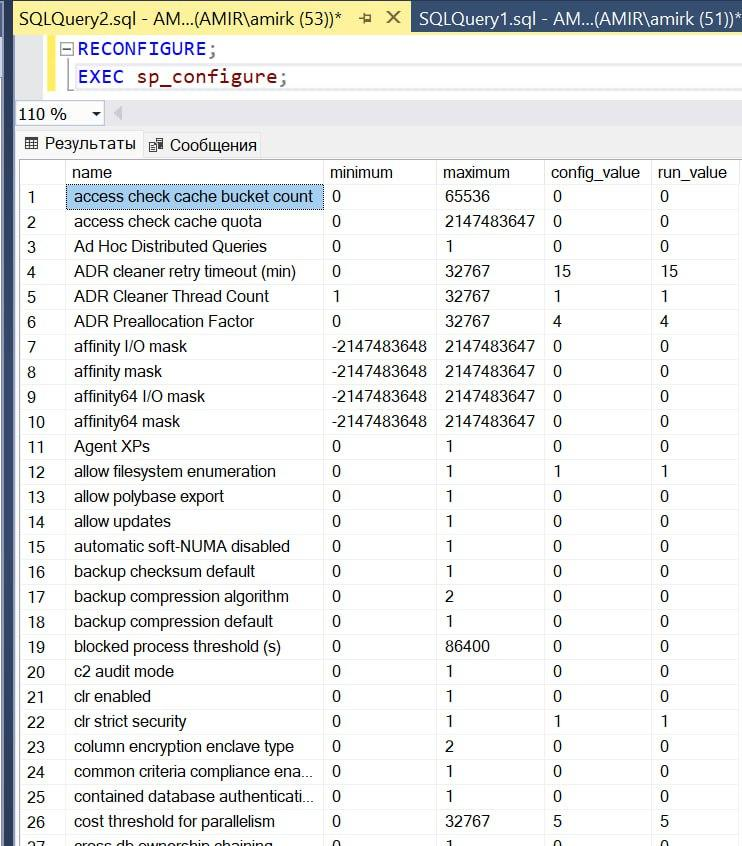 SQLQuery2.sql - AM...(AMIR\amirk (53))* SQLQuery1.sql - AM...(AMIR\amirk (51))*
RECONFIGURE;
EXEC sp_configure;
110 %
Результаты Сообщения
name minimum maximum config_value run_value
1 access check cache bucket count 0 65536 0 0
2 access check cache quota 0 2147483647 0 0
3 Ad Hoc Distributed Queries 0 1 0 0
4 ADR cleaner retry timeout (min) 0 32767 15 15
5 ADR Cleaner Thread Count 1 32767 1 1
6 ADR Preallocation Factor 0 32767 4 4
7 affinity I/O mask -2147483648 2147483647 0 0
8 affinity mask -2147483648 2147483647 0 0
9 affinity64 I/O mask -2147483648 2147483647 0 0
10 affinity64 mask -2147483648 2147483647 0 0
11 Agent XPs 0 1 0 0
12 allow filesystem enumeration 0 1 1 1
13 allow polybase export 0 1 0 0
14 allow updates 0 1 0 0
15 automatic soft-NUMA disabled 0 1 0 0
16 backup checksum default 0 1 0 0
17 backup compression algorithm 0 2 0 0
18 backup compression default 0 1 0 0
19 blocked process threshold (s) 0 86400 0 0
20 c2 audit mode 0 1 0 0
21 clr enabled 0 1 0 0
22 clr strict security 0 1 1 1
23 column encryption enclave type 0 2 0 0
24 common criteria compliance ena... 0 1 0 0
25 contained database authenticati... 0 1 0 0
26 cost threshold for parallelism 0 32767 5 5
27 cross db ownership chaining 0 1 0 0